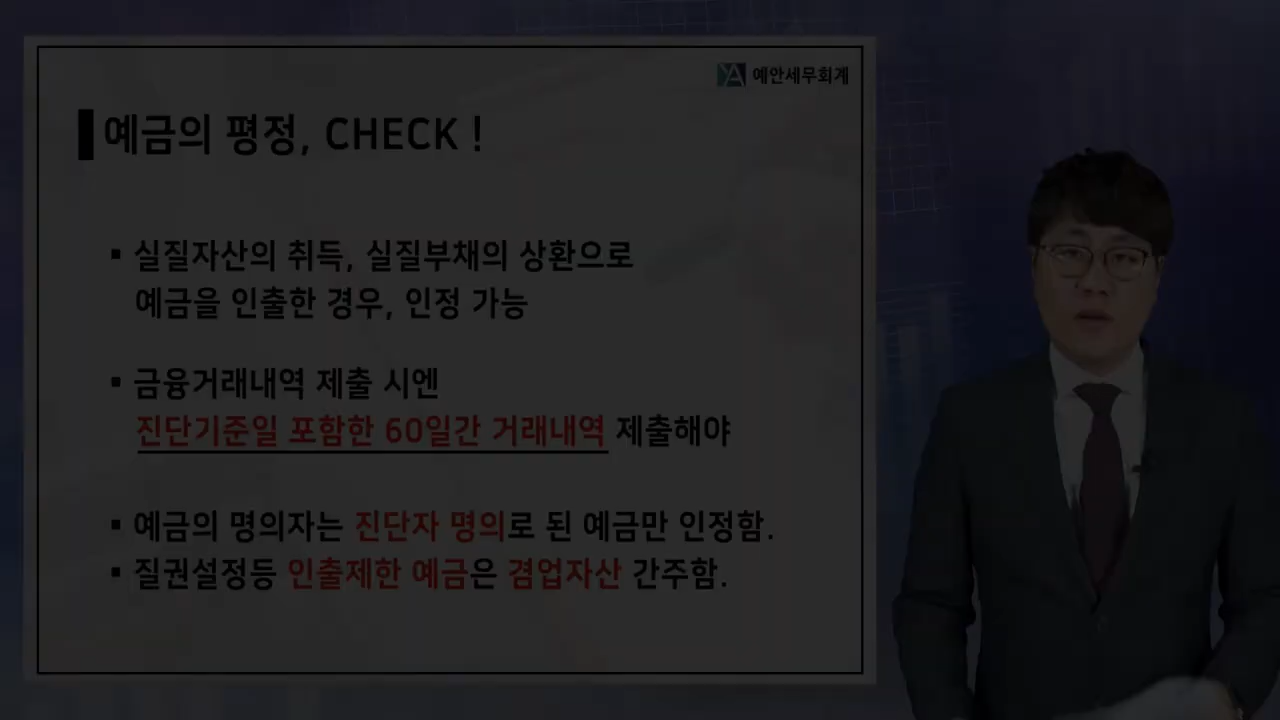 예안세무회계
예금의 평정, CHECK !
▪ 실질자산의 취득, 실질부채의 상환으로
예금을 인출한 경우, 인정 가능
▪ 금융거래내역 제출 시엔
진단기준일 포함한 60일간 거래내역 제출해야
▪ 예금의 명의자는 진단자 명의로 된 예금만 인정함.
▪ 질권설정등 인출제한 예금은 겸업자산 간주함.